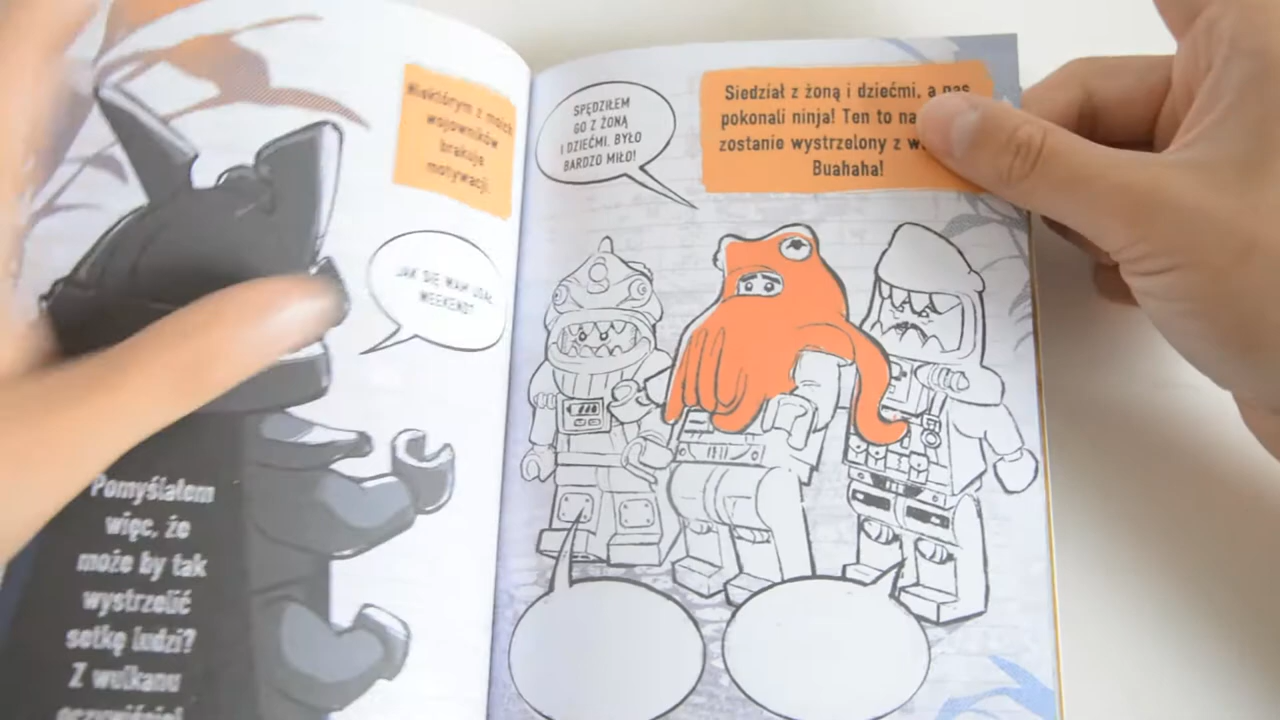 Niektórym z moich
wojowników
brakuje
motywacji.
JAK SIĘ WAM UDAŁ
WEEKEND?
Pomyślałem
więc, że
może by tak
wystrzelić
setkę ludzi?
Z wulkanu
oczywiście!
SPĘDZIŁEM
GO Z ŻONĄ
I DZIEĆMI. BYŁO
BARDZO MIŁO!
Siedział z żoną i dziećmi, a nas
pokonali ninja! Ten to
zostanie wystrzelony z
Buahaha!